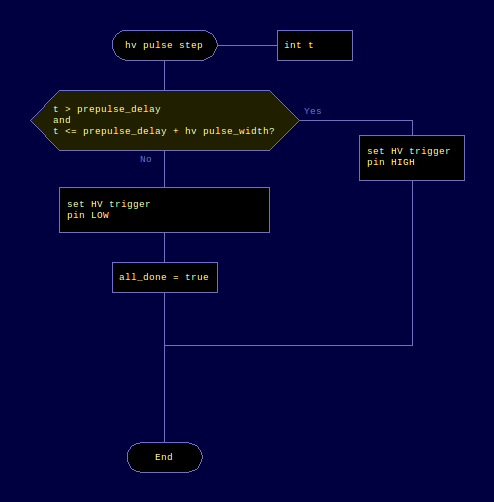 hv pulse step
int t
t > prepulse_delay
and
t <= prepulse_delay + hv pulse_width?
Yes
set HV trigger
pin HIGH
No
set HV trigger
pin LOW
all_done = true
End